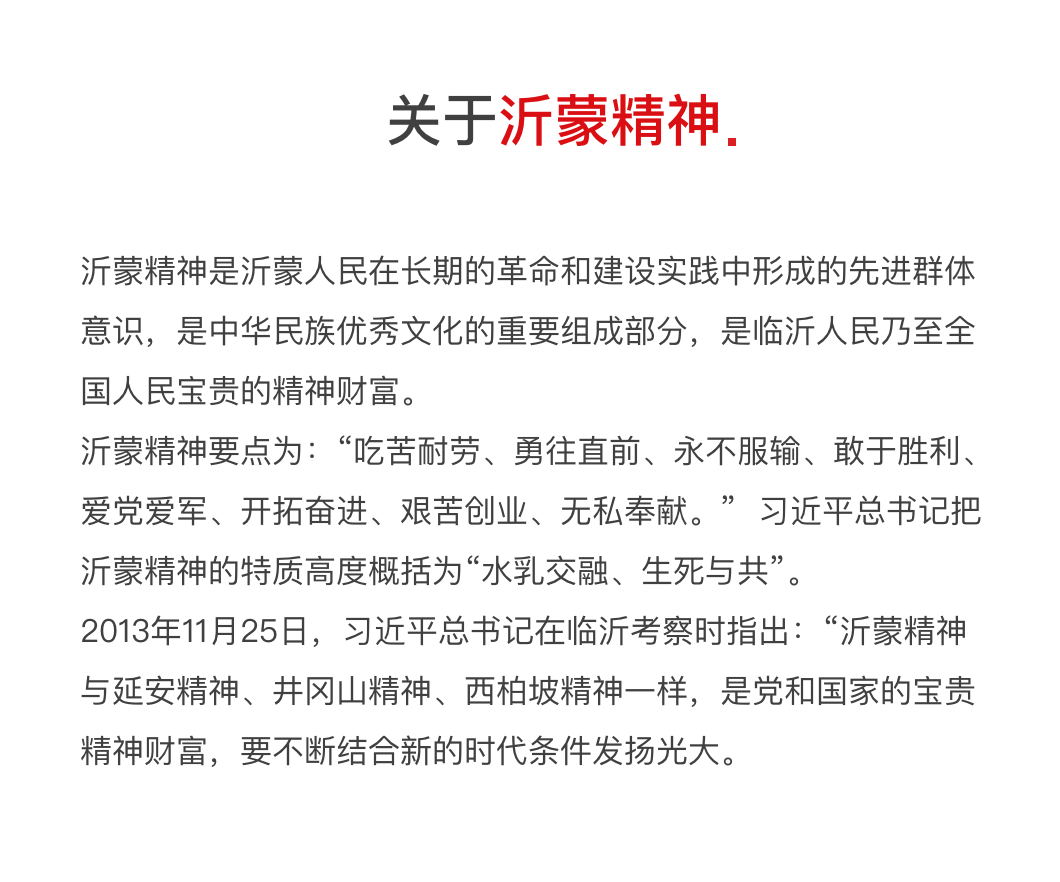 关于沂蒙精神.
沂蒙精神是沂蒙人民在长期的革命和建设实践中形成的先进群体
意识，是中华民族优秀文化的重要组成部分，是临沂人民乃至全
国人民宝贵的精神财富。
沂蒙精神要点为：“吃苦耐劳、勇往直前、永不服输、敢于胜利、
爱党爱军、开拓奋进、艰苦创业、无私奉献。” 习近平总书记把
沂蒙精神的特质高度概括为“水乳交融、生死与共”。
2013年11月25日，习近平总书记在临沂考察时指出：“沂蒙精神
与延安精神、井冈山精神、西柏坡精神一样，是党和国家的宝贵
精神财富，要不断结合新的时代条件发扬光大。